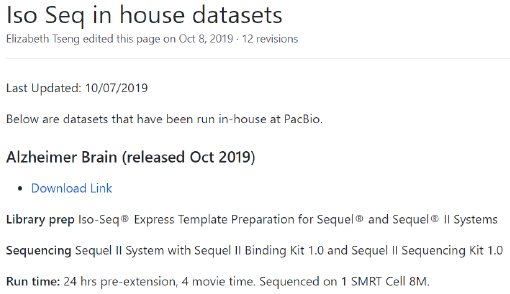 Iso Seq in house datasets
Elizabeth Tseng edited this page on Oct 8, 2019 · 12 revisions
Last Updated: 10/07/2019
Below are datasets that have been run in-house at PacBio.
Alzheimer Brain (released Oct 2019)
• Download Link
Library prep Iso-Seq® Express Template Preparation for Sequel® and Sequel® II Systems
Sequencing Sequel II System with Sequel II Binding Kit 1.0 and Sequel II Sequencing Kit 1.0
Run time: 24 hrs pre-extension, 4 movie time. Sequenced on 1 SMRT Cell 8M.